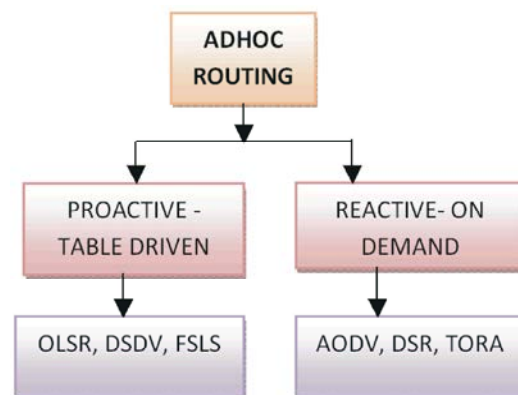 ADHOC
ROUTING
PROACTIVE -
TABLE DRIVEN
REACTIVE- ON
DEMAND
OLSR, DSDV, FSLS
AODV, DSR, TORA